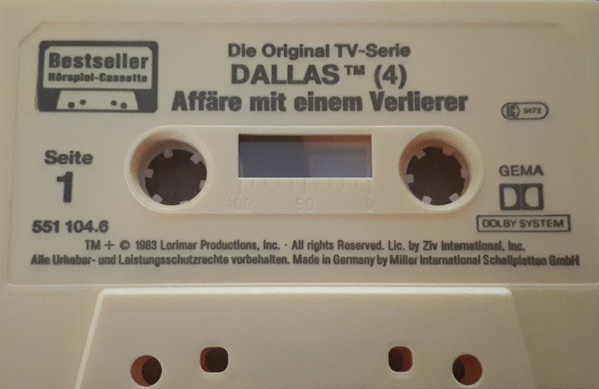 Bestseller
Hörspiel-Cassette
Die Original TV-Serie
DALLAS™ (4)
Affäre mit einem Verlierer
Seite
1
551 104.6
100 50 0
LC 9472
GEMA
DOLBY SYSTEM
TM + © 1983 Lorimar Productions, Inc. · All rights Reserved. Lic. by Ziv International, Inc.
Alle Urheber- und Leistungsschutzrechte vorbehalten. Made in Germany by Miller International Schallplatten GmbH